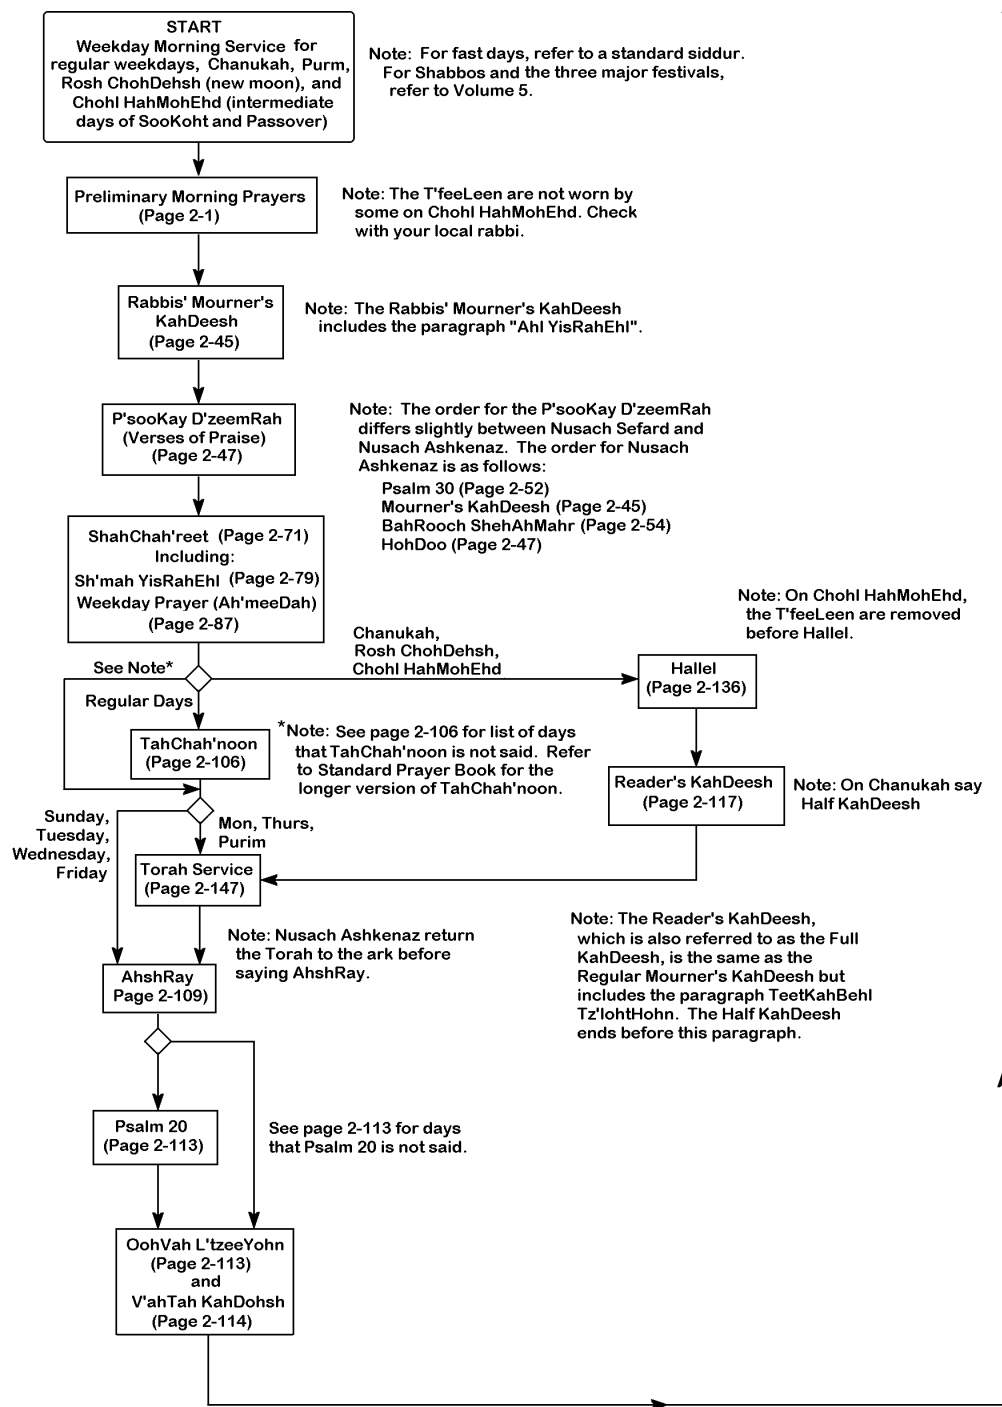 START
Weekday Morning Service for
regular weekdays, Chanukah, Purm,
Rosh ChohDehsh (new moon), and
Chohl HahMohEhd (intermediate
days of SooKoht and Passover)
Note: For fast days, refer to a standard siddur.
For Shabbos and the three major festivals,
refer to Volume 5.
Preliminary Morning Prayers
(Page 2-1)
Note: The T'feeLeen are not worn by
some on Chohl HahMohEhd. Check
with your local rabbi.
Rabbis' Mourner's
KahDeesh
(Page 2-45)
Note: The Rabbis' Mourner's KahDeesh
includes the paragraph "Ahl YisRahEhl".
P'sooKay D'zeemRah
(Verses of Praise)
(Page 2-47)
Note: The order for the P'sooKay D'zeemRah
differs slightly between Nusach Sefard and
Nusach Ashkenaz. The order for Nusach
Ashkenaz is as follows:
Psalm 30 (Page 2-52)
Mourner's KahDeesh (Page 2-45)
BahRooch ShehAhMahr (Page 2-54)
HohDoo (Page 2-47)
ShahChah'reet (Page 2-71)
Including:
Sh'mah YisRahEhl (Page 2-79)
Weekday Prayer (Ah'meeDah)
(Page 2-87)
Note: On Chohl HahMohEhd,
the T'feeLeen are removed
before Hallel.
Chanukah,
Rosh ChohDehsh,
Chohl HahMohEhd
See Note*
Hallel
(Page 2-136)
Regular Days
TahChah'noon
(Page 2-106)
*Note: See page 2-106 for list of days
that TahChah'noon is not said. Refer
to Standard Prayer Book for the
longer version of TahChah'noon.
Reader's KahDeesh
(Page 2-117)
Note: On Chanukah say
Half KahDeesh
Sunday,
Tuesday,
Wednesday,
Friday
Mon, Thurs,
Purim
Torah Service
(Page 2-147)
Note: Nusach Ashkenaz return
the Torah to the ark before
saying AhshRay.
Note: The Reader's KahDeesh,
which is also referred to as the Full
KahDeesh, is the same as the
Regular Mourner's KahDeesh but
includes the paragraph TeetKahBehl
Tz'lohtHohn. The Half KahDeesh
ends before this paragraph.
AhshRay
Page 2-109)
Psalm 20
(Page 2-113)
See page 2-113 for days
that Psalm 20 is not said.
OohVah L'tzeeYohn
(Page 2-113)
and
V'ahTah KahDohsh
(Page 2-114)